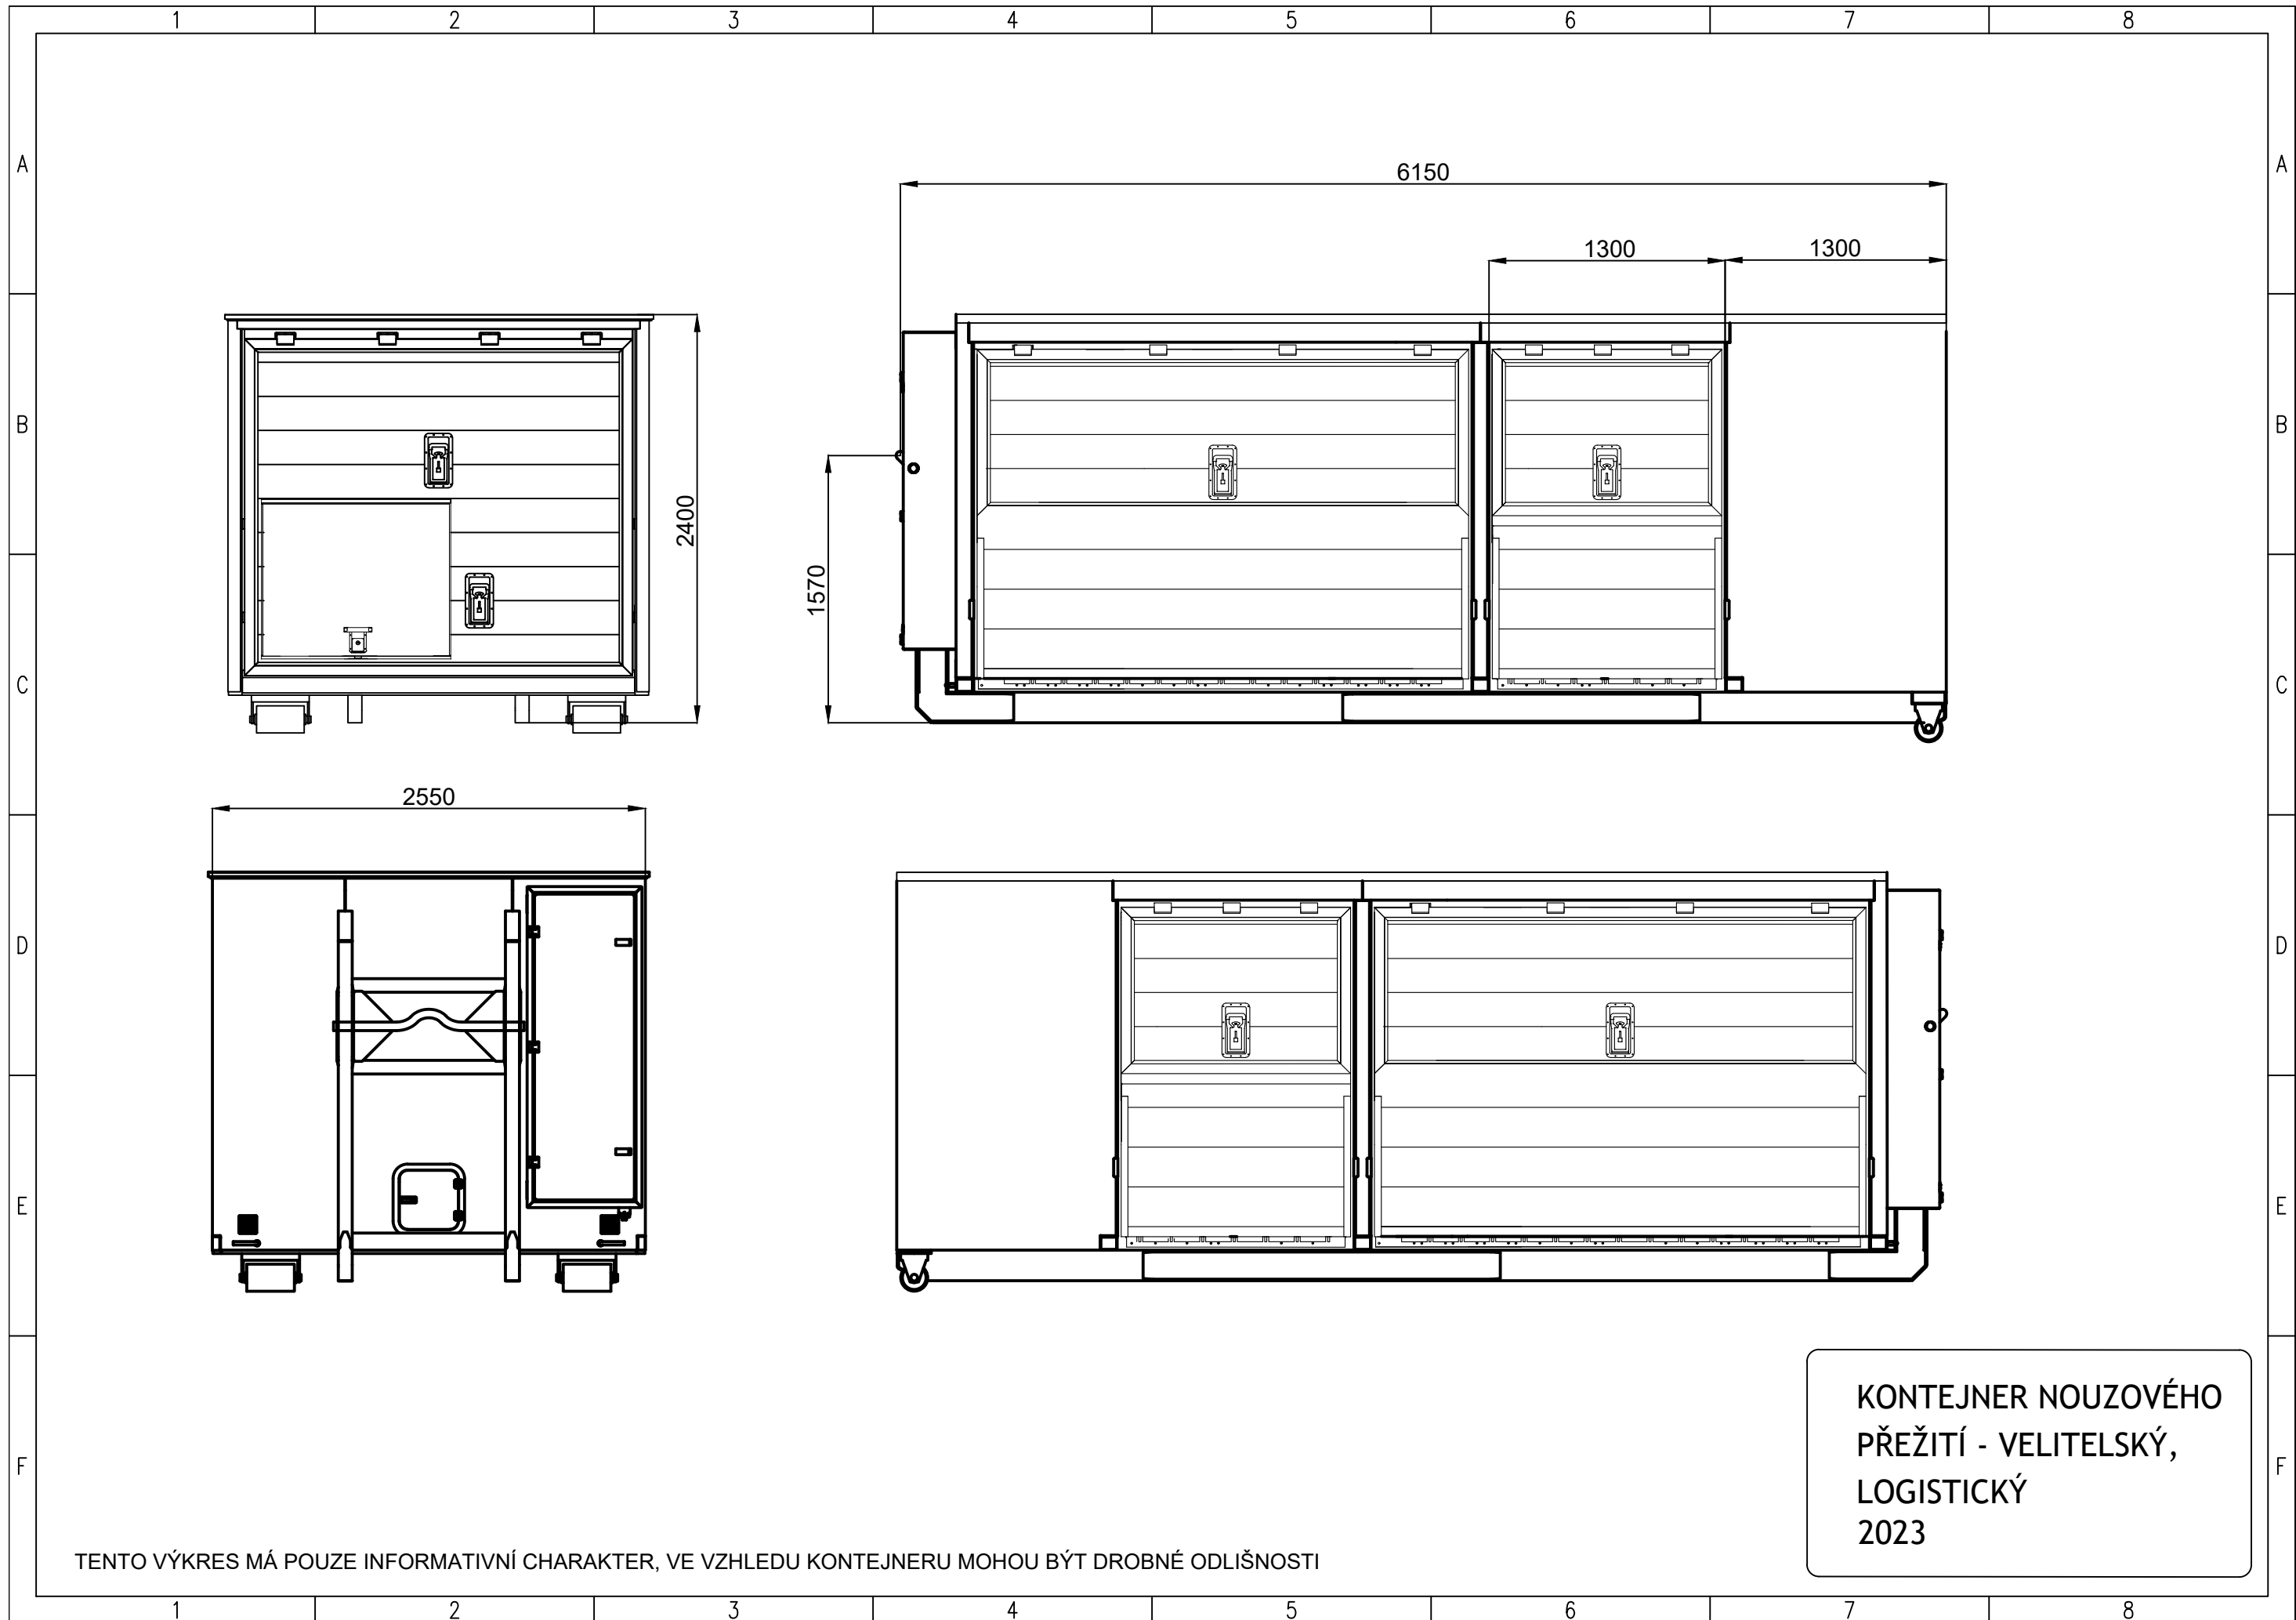 1 2 3 4 5 6 7 8
A A
6150
1300 1300
B B
2400
1570
C C
2550
D D
E E
KONTEJNER NOUZOVÉHO
PŘEŽITÍ - VELITELSKÝ,
LOGISTICKÝ
2023
F F
TENTO VÝKRES MÁ POUZE INFORMATIVNÍ CHARAKTER, VE VZHLEDU KONTEJNERU MOHOU BÝT DROBNÉ ODLIŠNOSTI
1 2 3 4 5 6 7 8